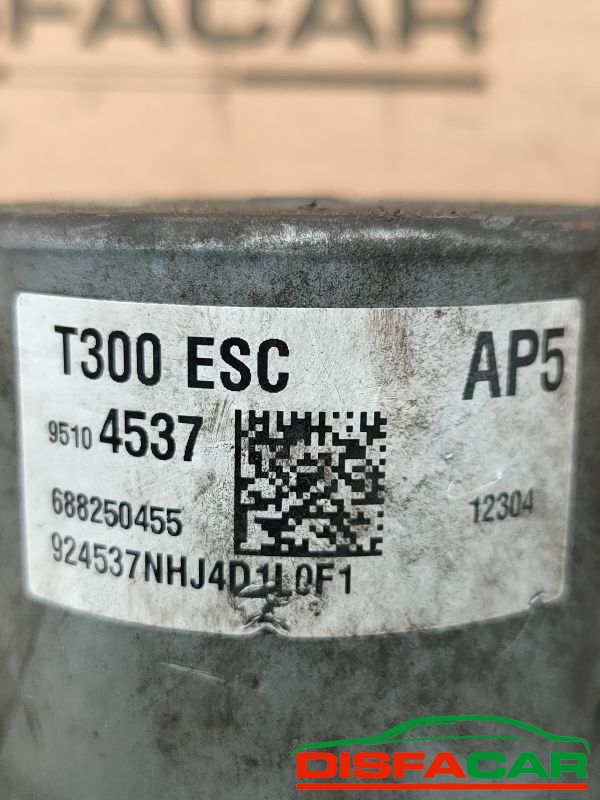 DISFACAR
T300 ESC
AP5
9510 4537
688250455
12304
924537NHJ4D1L0F1
DISFACAR